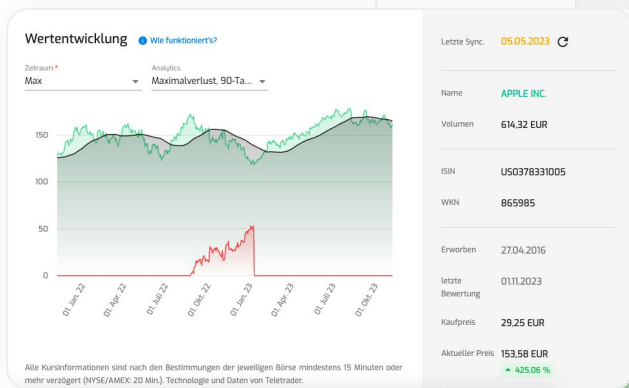 Wertentwicklung Wie funktioniert's?
Zeitraum * Analytics
Max Maximalverlust, 90-Ta...
150
100
50
0
01. Jan. 22 01. Apr. 22 01. Juli 22 01. Okt. 22 01. Jan. 23 01. Apr. 23 01. Juli 23 01. Okt. 23
Alle Kursinformationen sind nach den Bestimmungen der jeweiligen Börse mindestens 15 Minuten oder
mehr verzögert (NYSE/AMEX: 20 Min.). Technologie und Daten von Teletrader.
Letzte Sync. 05.05.2023
Name APPLE INC.
Volumen 614,32 EUR
ISIN US0378331005
WKN 865985
Erworben 27.04.2016
letzte
Bewertung 01.11.2023
Kaufpreis 29,25 EUR
Aktueller Preis 153,58 EUR
425,06 %